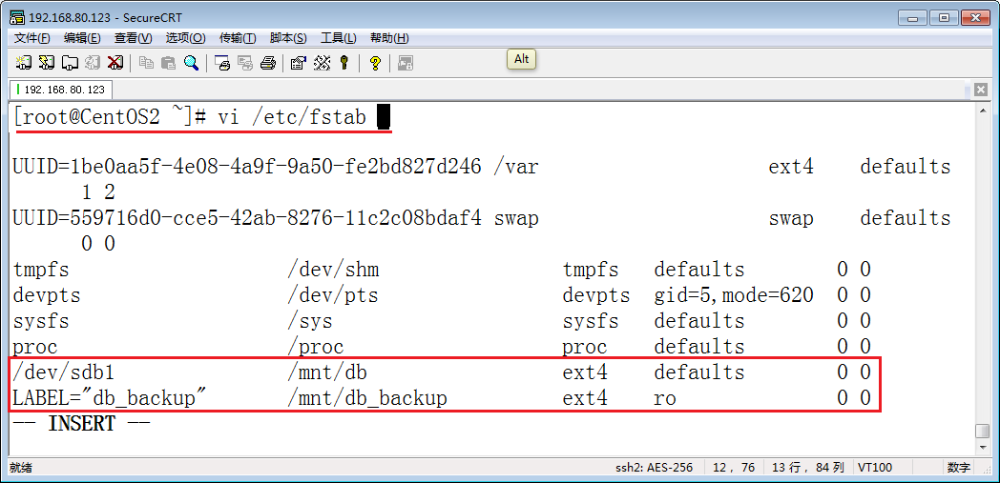 192.168.80.123 - SecureCRT
文件(F) 编辑(E) 查看(V) 选项(O) 传输(T) 脚本(S) 工具(L) 帮助(H)
Alt
192.168.80.123
[root@CentOS2 ~]# vi /etc/fstab
UUID=1be0aa5f-4e08-4a9f-9a50-fe2bd827d246 /var ext4 defaults
1 2
UUID=559716d0-cce5-42ab-8276-11c2c08bdaf4 swap swap defaults
0 0
tmpfs /dev/shm tmpfs defaults 0 0
devpts /dev/pts devpts gid=5,mode=620 0 0
sysfs /sys sysfs defaults 0 0
proc /proc proc defaults 0 0
/dev/sdb1 /mnt/db ext4 defaults 0 0
LABEL="db_backup" /mnt/db_backup ext4 ro 0 0
-- INSERT --
就绪 ssh2: AES-256 12, 76 13 行, 84 列 VT100 数字